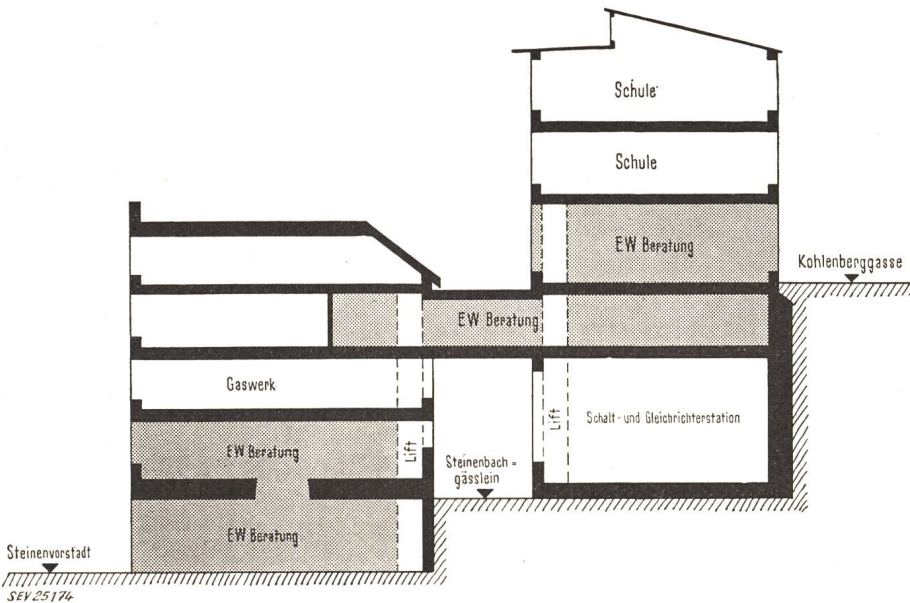 Schule
Schule
EW Beratung
Kohlenberggasse
EW Beratung
Gaswerk
Lift
Schalt- und Gleichrichterstation
EW Beratung
Lift
Steinenbach=
gässlein
EW Beratung
Steinenvorstadt
SEV 25174